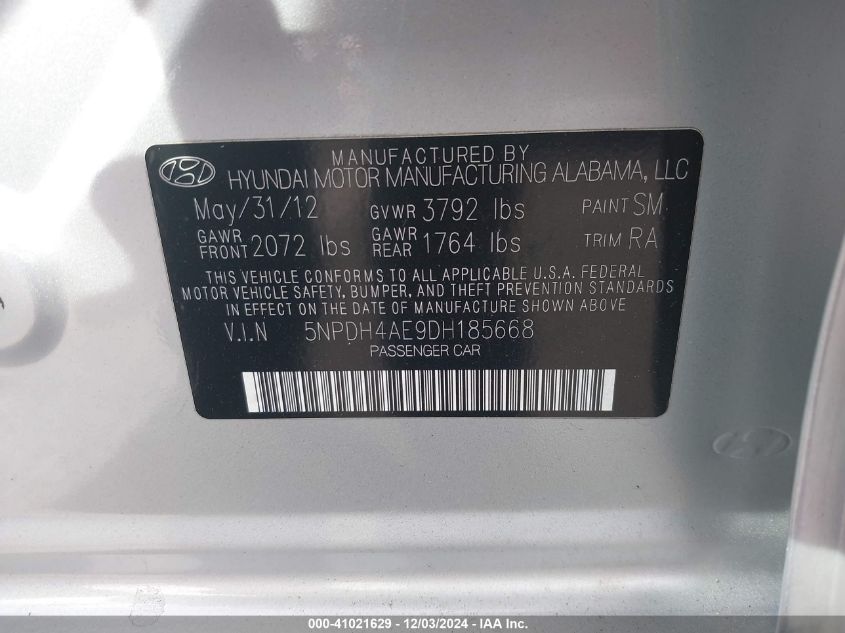 MANUFACTURED BY
HYUNDAI MOTOR MANUFACTURING ALABAMA, LLC
May/31/12 GVWR 3792 lbs PAINT SM
GAWR FRONT 2072 lbs GAWR REAR 1764 lbs TRIM RA
THIS VEHICLE CONFORMS TO ALL APPLICABLE U.S.A. FEDERAL
MOTOR VEHICLE SAFETY, BUMPER, AND THEFT PREVENTION STANDARDS
IN EFFECT ON THE DATE OF MANUFACTURE SHOWN ABOVE
V.I.N 5NPDH4AE9DH185668
PASSENGER CAR
000-41021629 - 12/03/2024 - IAA, Inc.